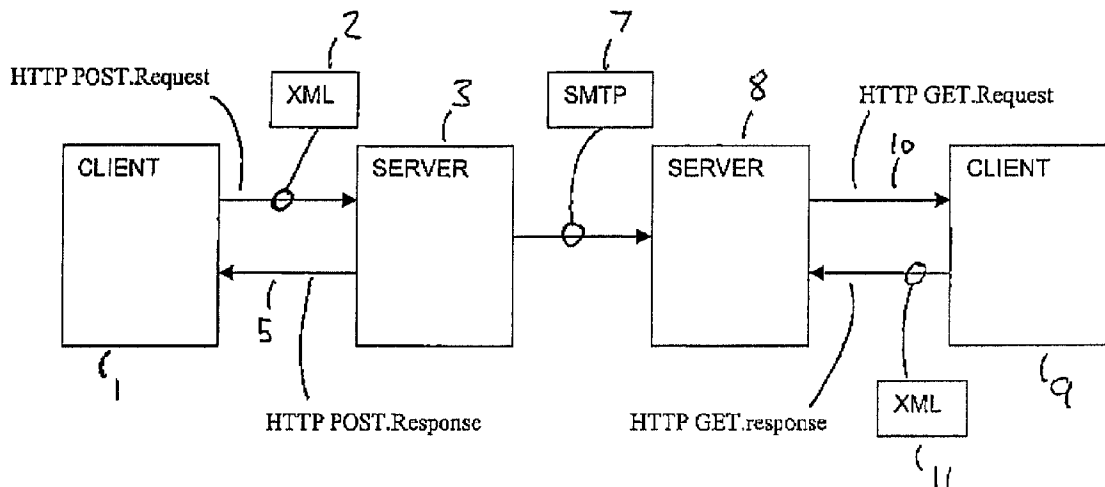 2
7
HTTP POST.Request
XML
3
SMTP
8
HTTP GET.Request
10
CLIENT
SERVER
SERVER
CLIENT
5
1
HTTP POST.Response
HTTP GET.response
XML
9
11